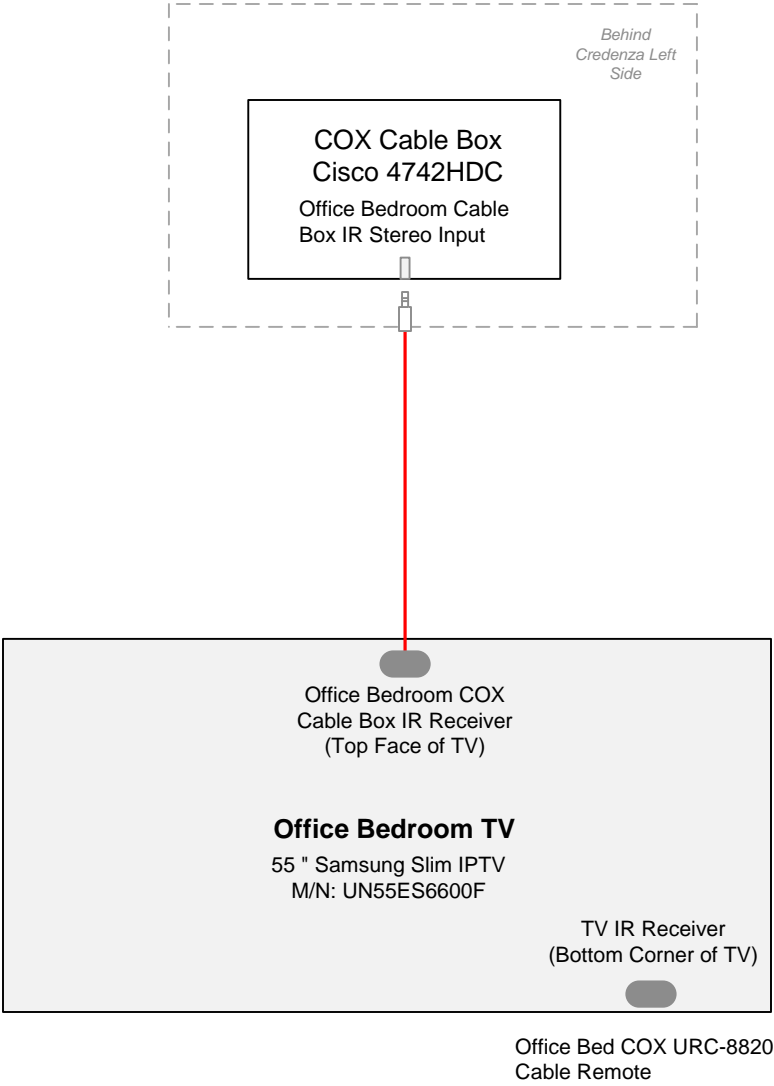 Behind
Credenza Left
Side
COX Cable Box
Cisco 4742HDC
Office Bedroom Cable
Box IR Stereo Input
Office Bedroom COX
Cable Box IR Receiver
(Top Face of TV)
Office Bedroom TV
55 " Samsung Slim IPTV
M/N: UN55ES6600F
TV IR Receiver
(Bottom Corner of TV)
Office Bed COX URC-8820
Cable Remote